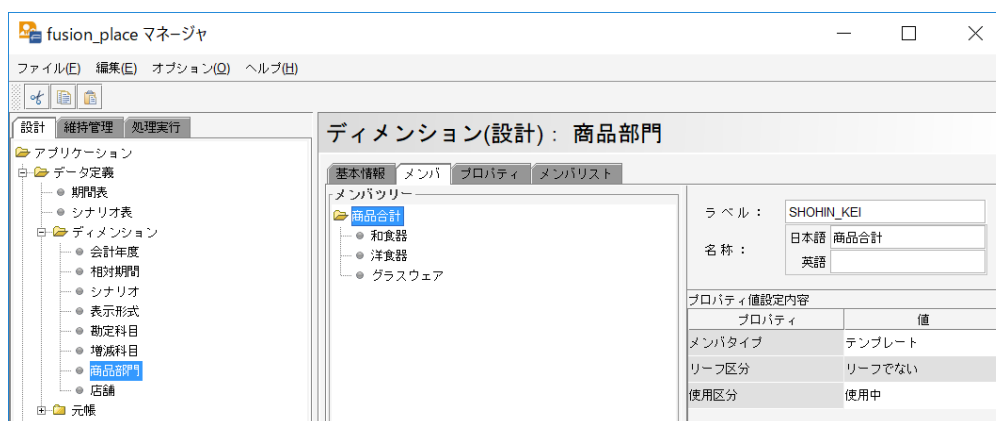 fusion_place マネージャ
ファイル(F) 編集(E) オプション(O) ヘルプ(H)
設計 維持管理 処理実行
アプリケーション
データ定義
期間表
シナリオ表
ディメンション
会計年度
相対期間
シナリオ
表示形式
勘定科目
増減科目
商品部門
店舗
元帳
ディメンション(設計)： 商品部門
基本情報 メンバ プロパティ メンバリスト
メンバツリー
商品合計
和食器
洋食器
グラスウェア
ラベル： SHOHIN_KEI
名称： 日本語 商品合計
英語
プロパティ値設定内容
プロパティ 値
メンバタイプ テンプレート
リーフ区分 リーフでない
使用区分 使用中